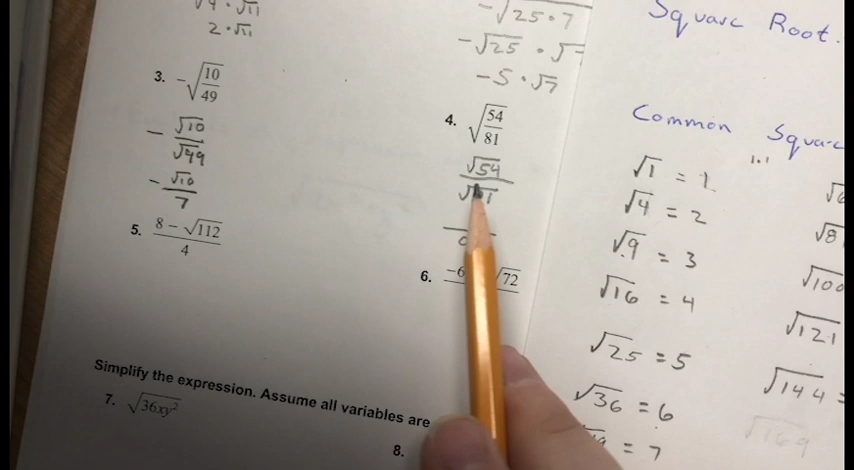 2·√11
-√25·7
-√25 ·
-5·√7
Square Root.
3. -√10/49
-√10/√49
-√10/7
4. √54/81
√54
5. 8 - √112 / 4
6. √72
Simplify the expression. Assume all variables are
7. √36xy²
8.
Common Square
√1 = 1
√4 = 2
√9 = 3
√16 = 4
√25 = 5
√36 = 6
= 7
√100
√121
√144 =
√169